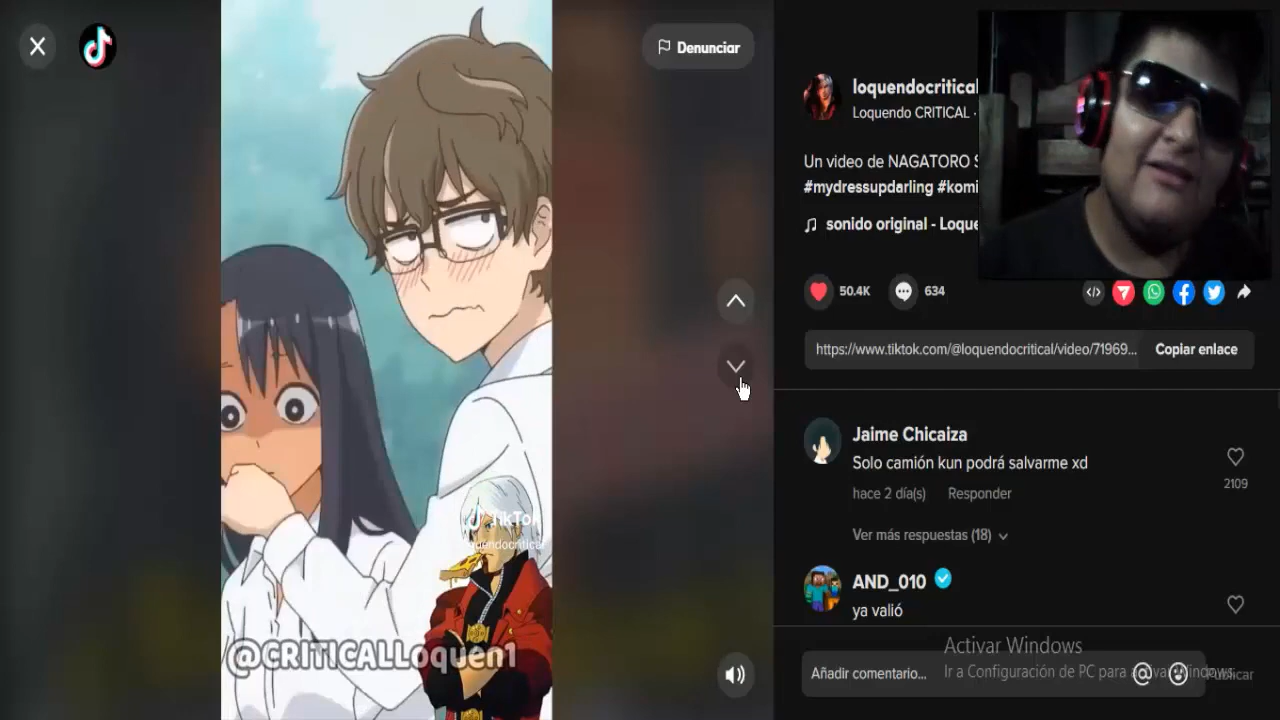 Denunciar
loquendocritical
Loquendo CRITICAL ·
Un video de NAGATORO S
#mydressupdarling #komi
sonido original - Loque
50.4K
634
https://www.tiktok.com/@loquendocritical/video/71969...
Copiar enlace
Jaime Chicaiza
Solo camión kun podrá salvarme xd
2109
hace 2 día(s)
Responder
Ver más respuestas (18)
AND_010
ya valió
TikTok
@CRITICALLoquen1
Activar Windows
Añadir comentario...
Ir a Configuración de PC para activar Windows.
Publicar